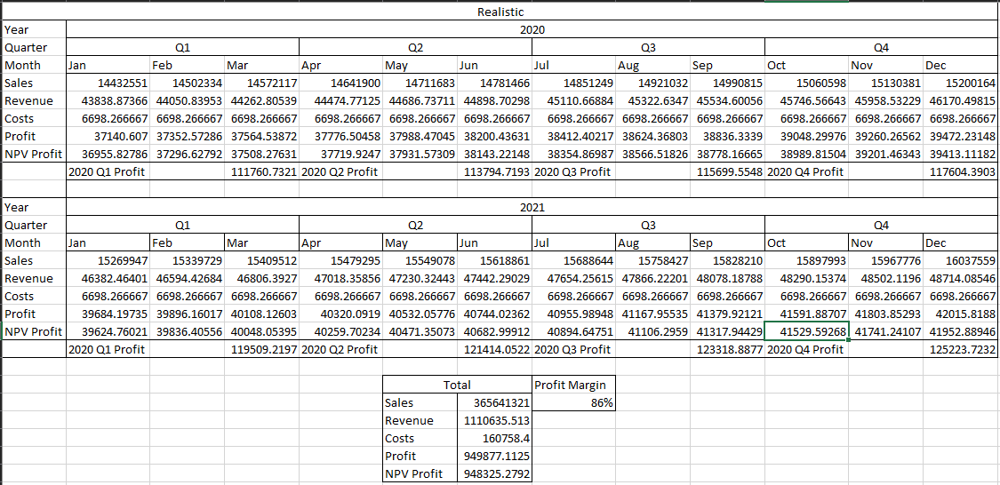 Realistic
Year 2020
Quarter Q1 Q2 Q3 Q4
Month Jan Feb Mar Apr May Jun Jul Aug Sep Oct Nov Dec
Sales 14432551 14502334 14572117 14641900 14711683 14781466 14851249 14921032 14990815 15060598 15130381 15200164
Revenue 43838.87366 44050.83953 44262.80539 44474.77125 44686.73711 44898.70298 45110.66884 45322.6347 45534.60056 45746.56643 45958.53229 46170.49815
Costs 6698.266667 6698.266667 6698.266667 6698.266667 6698.266667 6698.266667 6698.266667 6698.266667 6698.266667 6698.266667 6698.266667 6698.266667
Profit 37140.607 37352.57286 37564.53872 37776.50458 37988.47045 38200.43631 38412.40217 38624.36803 38836.3339 39048.29976 39260.26562 39472.23148
NPV Profit 36955.82786 37296.62792 37508.27631 37719.9247 37931.57309 38143.22148 38354.86987 38566.51826 38778.16665 38989.81504 39201.46343 39413.11182
2020 Q1 Profit 111760.7321 2020 Q2 Profit 113794.7193 2020 Q3 Profit 115699.5548 2020 Q4 Profit 117604.3903
Year 2021
Quarter Q1 Q2 Q3 Q4
Month Jan Feb Mar Apr May Jun Jul Aug Sep Oct Nov Dec
Sales 15269947 15339729 15409512 15479295 15549078 15618861 15688644 15758427 15828210 15897993 15967776 16037559
Revenue 46382.46401 46594.42684 46806.3927 47018.35856 47230.32443 47442.29029 47654.25615 47866.22201 48078.18788 48290.15374 48502.1196 48714.08546
Costs 6698.266667 6698.266667 6698.266667 6698.266667 6698.266667 6698.266667 6698.266667 6698.266667 6698.266667 6698.266667 6698.266667 6698.266667
Profit 39684.19735 39896.16017 40108.12603 40320.0919 40532.05776 40744.02362 40955.98948 41167.95535 41379.92121 41591.88707 41803.85293 42015.8188
NPV Profit 39624.76021 39836.40556 40048.05395 40259.70234 40471.35073 40682.99912 40894.64751 41106.2959 41317.94429 41529.59268 41741.24107 41952.88946
2020 Q1 Profit 119509.2197 2020 Q2 Profit 121414.0522 2020 Q3 Profit 123318.8877 2020 Q4 Profit 125223.7232
Total Profit Margin
Sales 365641321 86%
Revenue 1110635.513
Costs 160758.4
Profit 949877.1125
NPV Profit 948325.2792